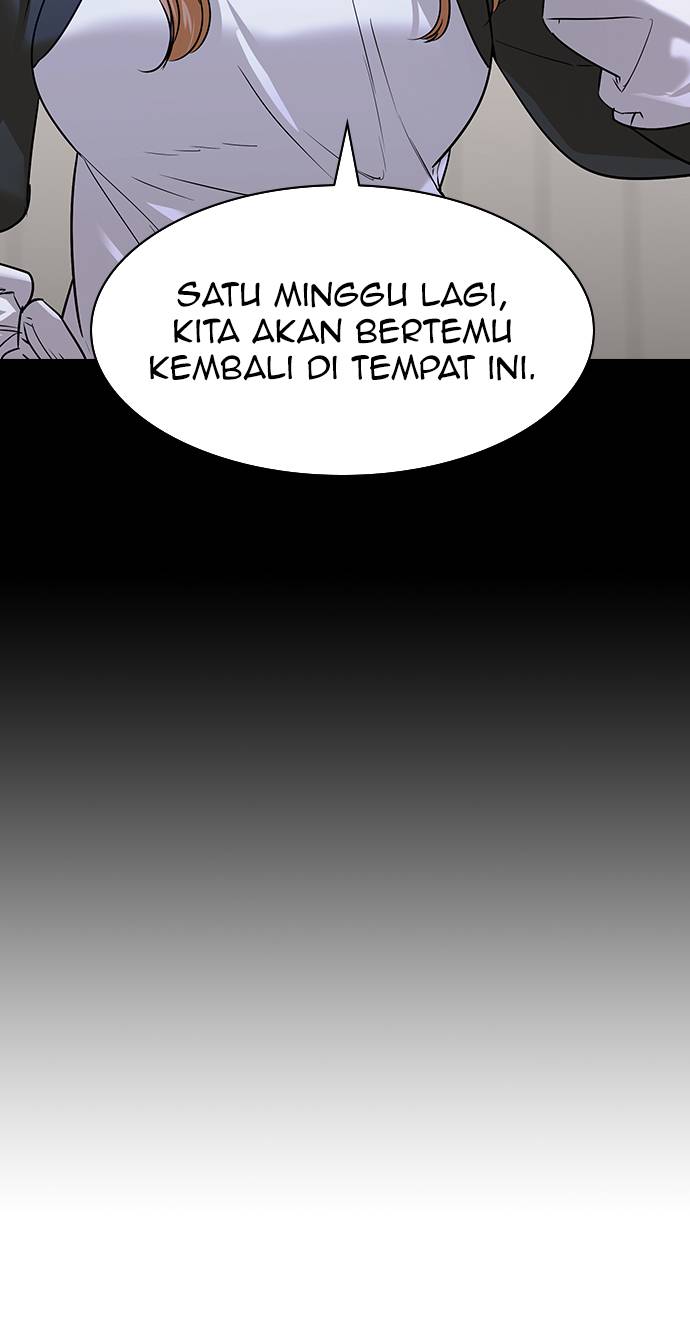 SATU MINGGU LAGI,
KITA AKAN BERTEMU
KEMBALI DI TEMPAT INI.